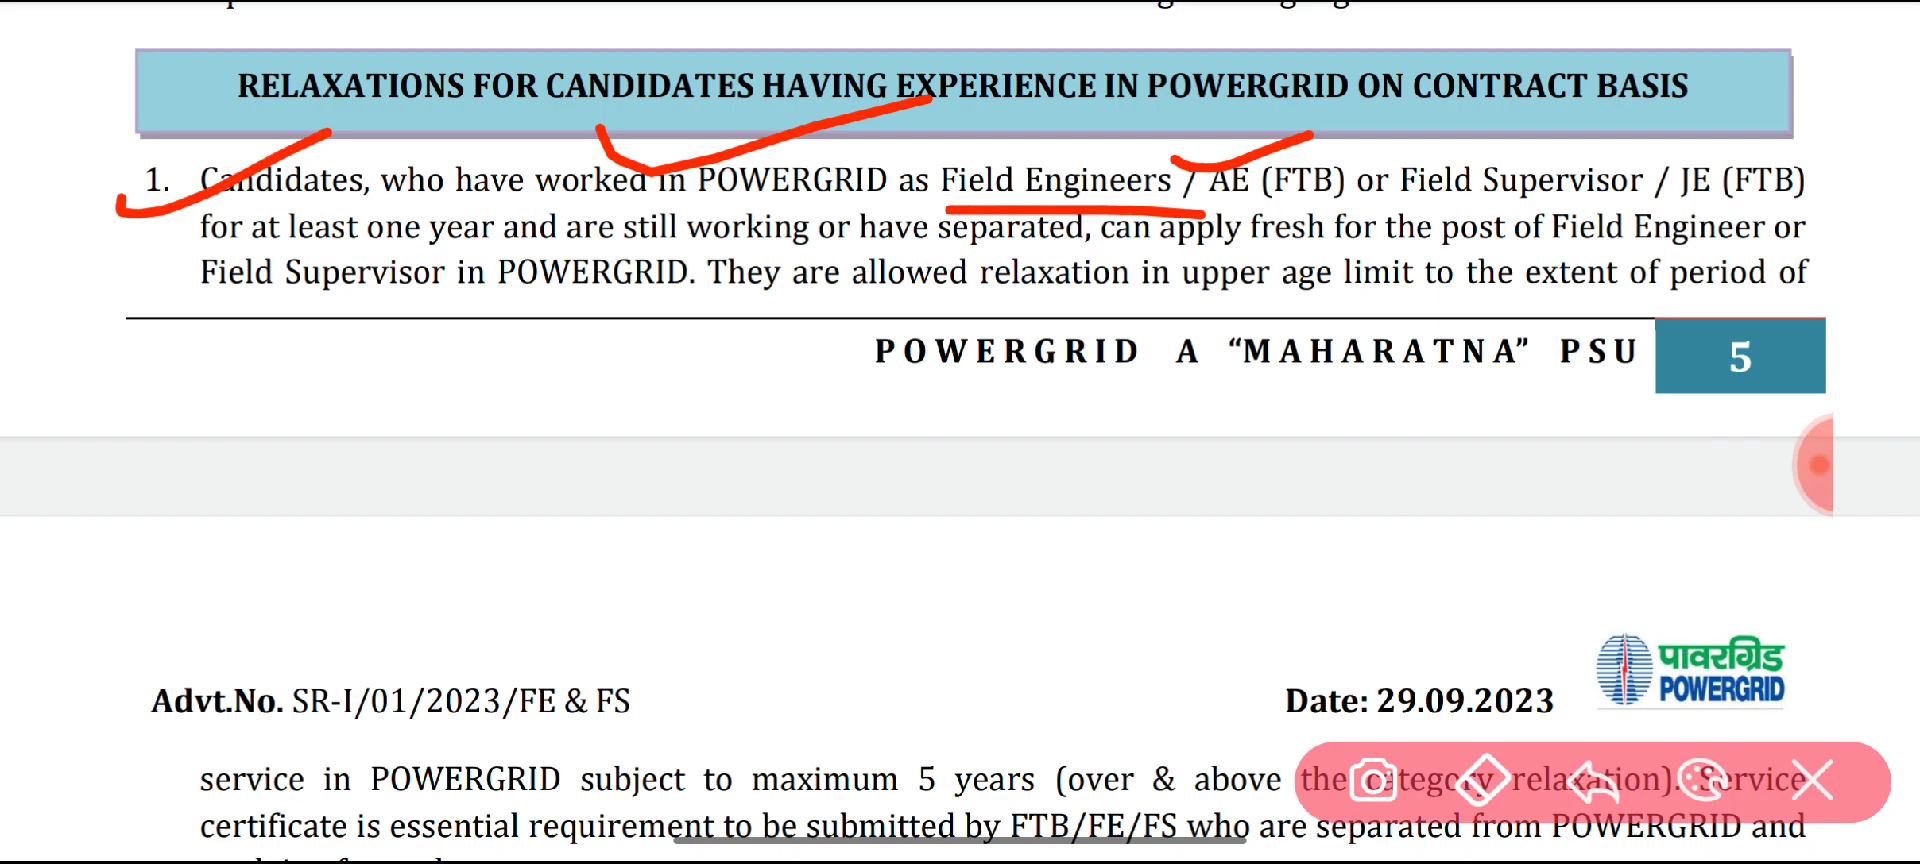 RELAXATIONS FOR CANDIDATES HAVING EXPERIENCE IN POWERGRID ON CONTRACT BASIS
1. Candidates, who have worked in POWERGRID as Field Engineers / AE (FTB) or Field Supervisor / JE (FTB)
for at least one year and are still working or have separated, can apply fresh for the post of Field Engineer or
Field Supervisor in POWERGRID. They are allowed relaxation in upper age limit to the extent of period of
POWERGRID A “MAHARATNA” PSU 5
पावरग्रिड
POWERGRID
Advt.No. SR-I/01/2023/FE & FS Date: 29.09.2023
service in POWERGRID subject to maximum 5 years (over & above the category relaxation). Service
certificate is essential requirement to be submitted by FTB/FE/FS who are separated from POWERGRID and